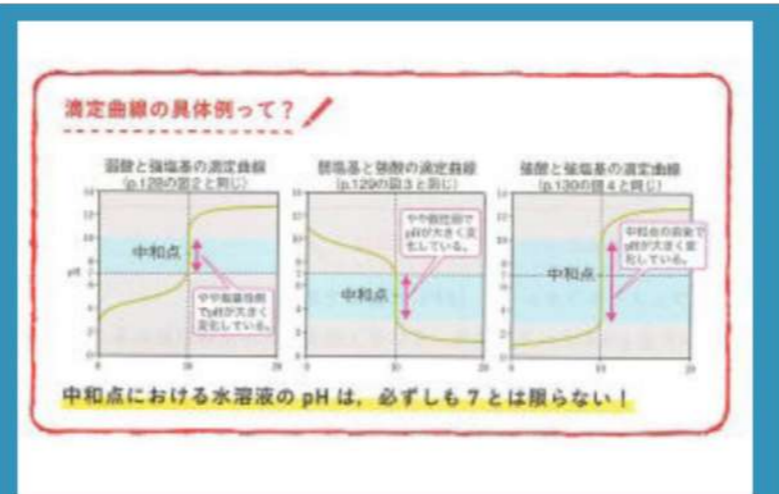 滴定曲線の具体例って？
弱酸と強塩基の滴定曲線
(p.128の図2と同じ)
弱塩基と強酸の滴定曲線
(p.129の図3と同じ)
強酸と強塩基の滴定曲線
(p.130の図4と同じ)
中和点
やや塩基性側
でpHが大きく
変化している。
中和点
やや酸性側で
pHが大きく変
化している。
中和点
中和点の前後で
pHが大きく変
化している。
中和点における水溶液の pH は，必ずしも 7 とは限らない！